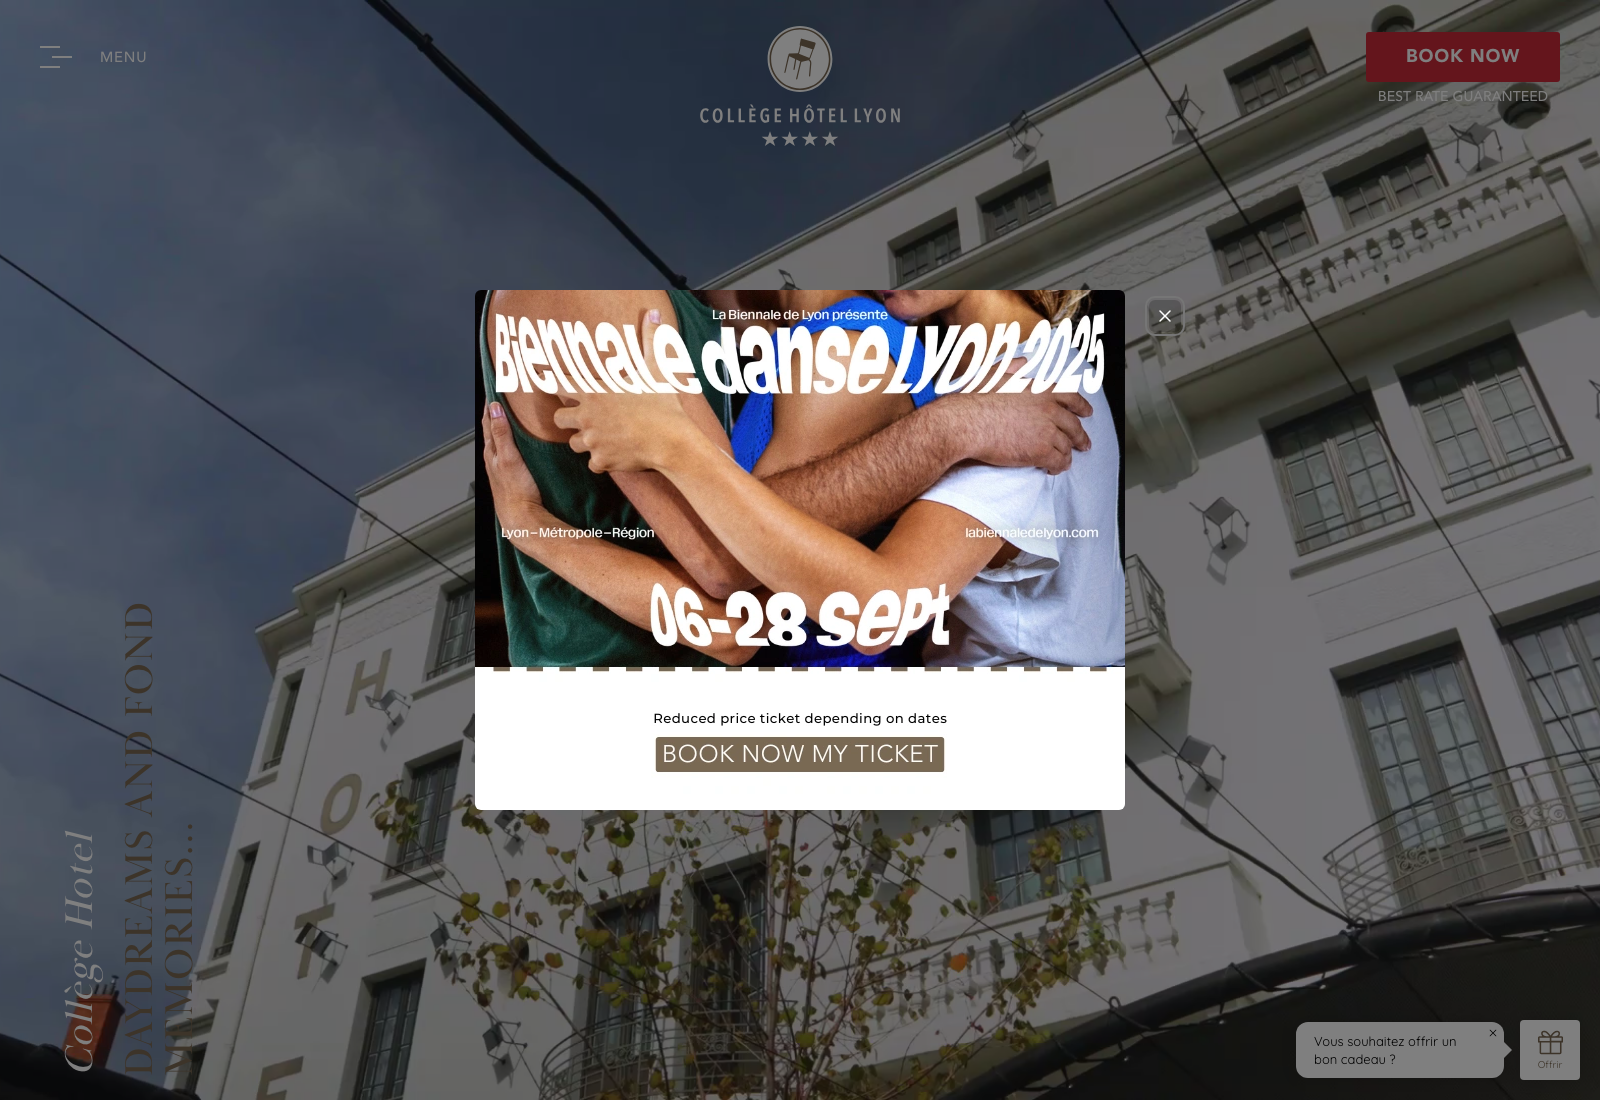 MENU
COLLÈGE HÔTEL LYON
BOOK NOW
BEST RATE GUARANTEED
La Biennale de Lyon présente
Biennale danse Lyon 2025
Lyon–Métropole–Région
labiennaledelyon.com
06-28 sept
Reduced price ticket depending on dates
BOOK NOW MY TICKET
HOTE
Collège Hotel
DAYDREAMS AND FOND
MEMORIES...
Vous souhaitez offrir un
bon cadeau ?
Offrir